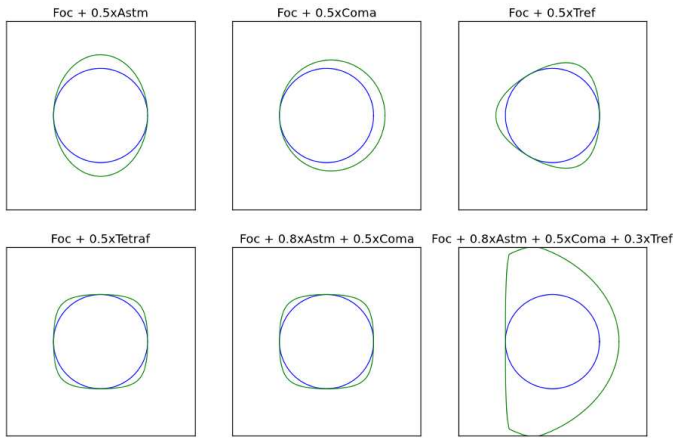 Foc + 0.5xAstm
Foc + 0.5xComa
Foc + 0.5xTref
Foc + 0.5xTetraf
Foc + 0.8xAstm + 0.5xComa
Foc + 0.8xAstm + 0.5xComa + 0.3xTref